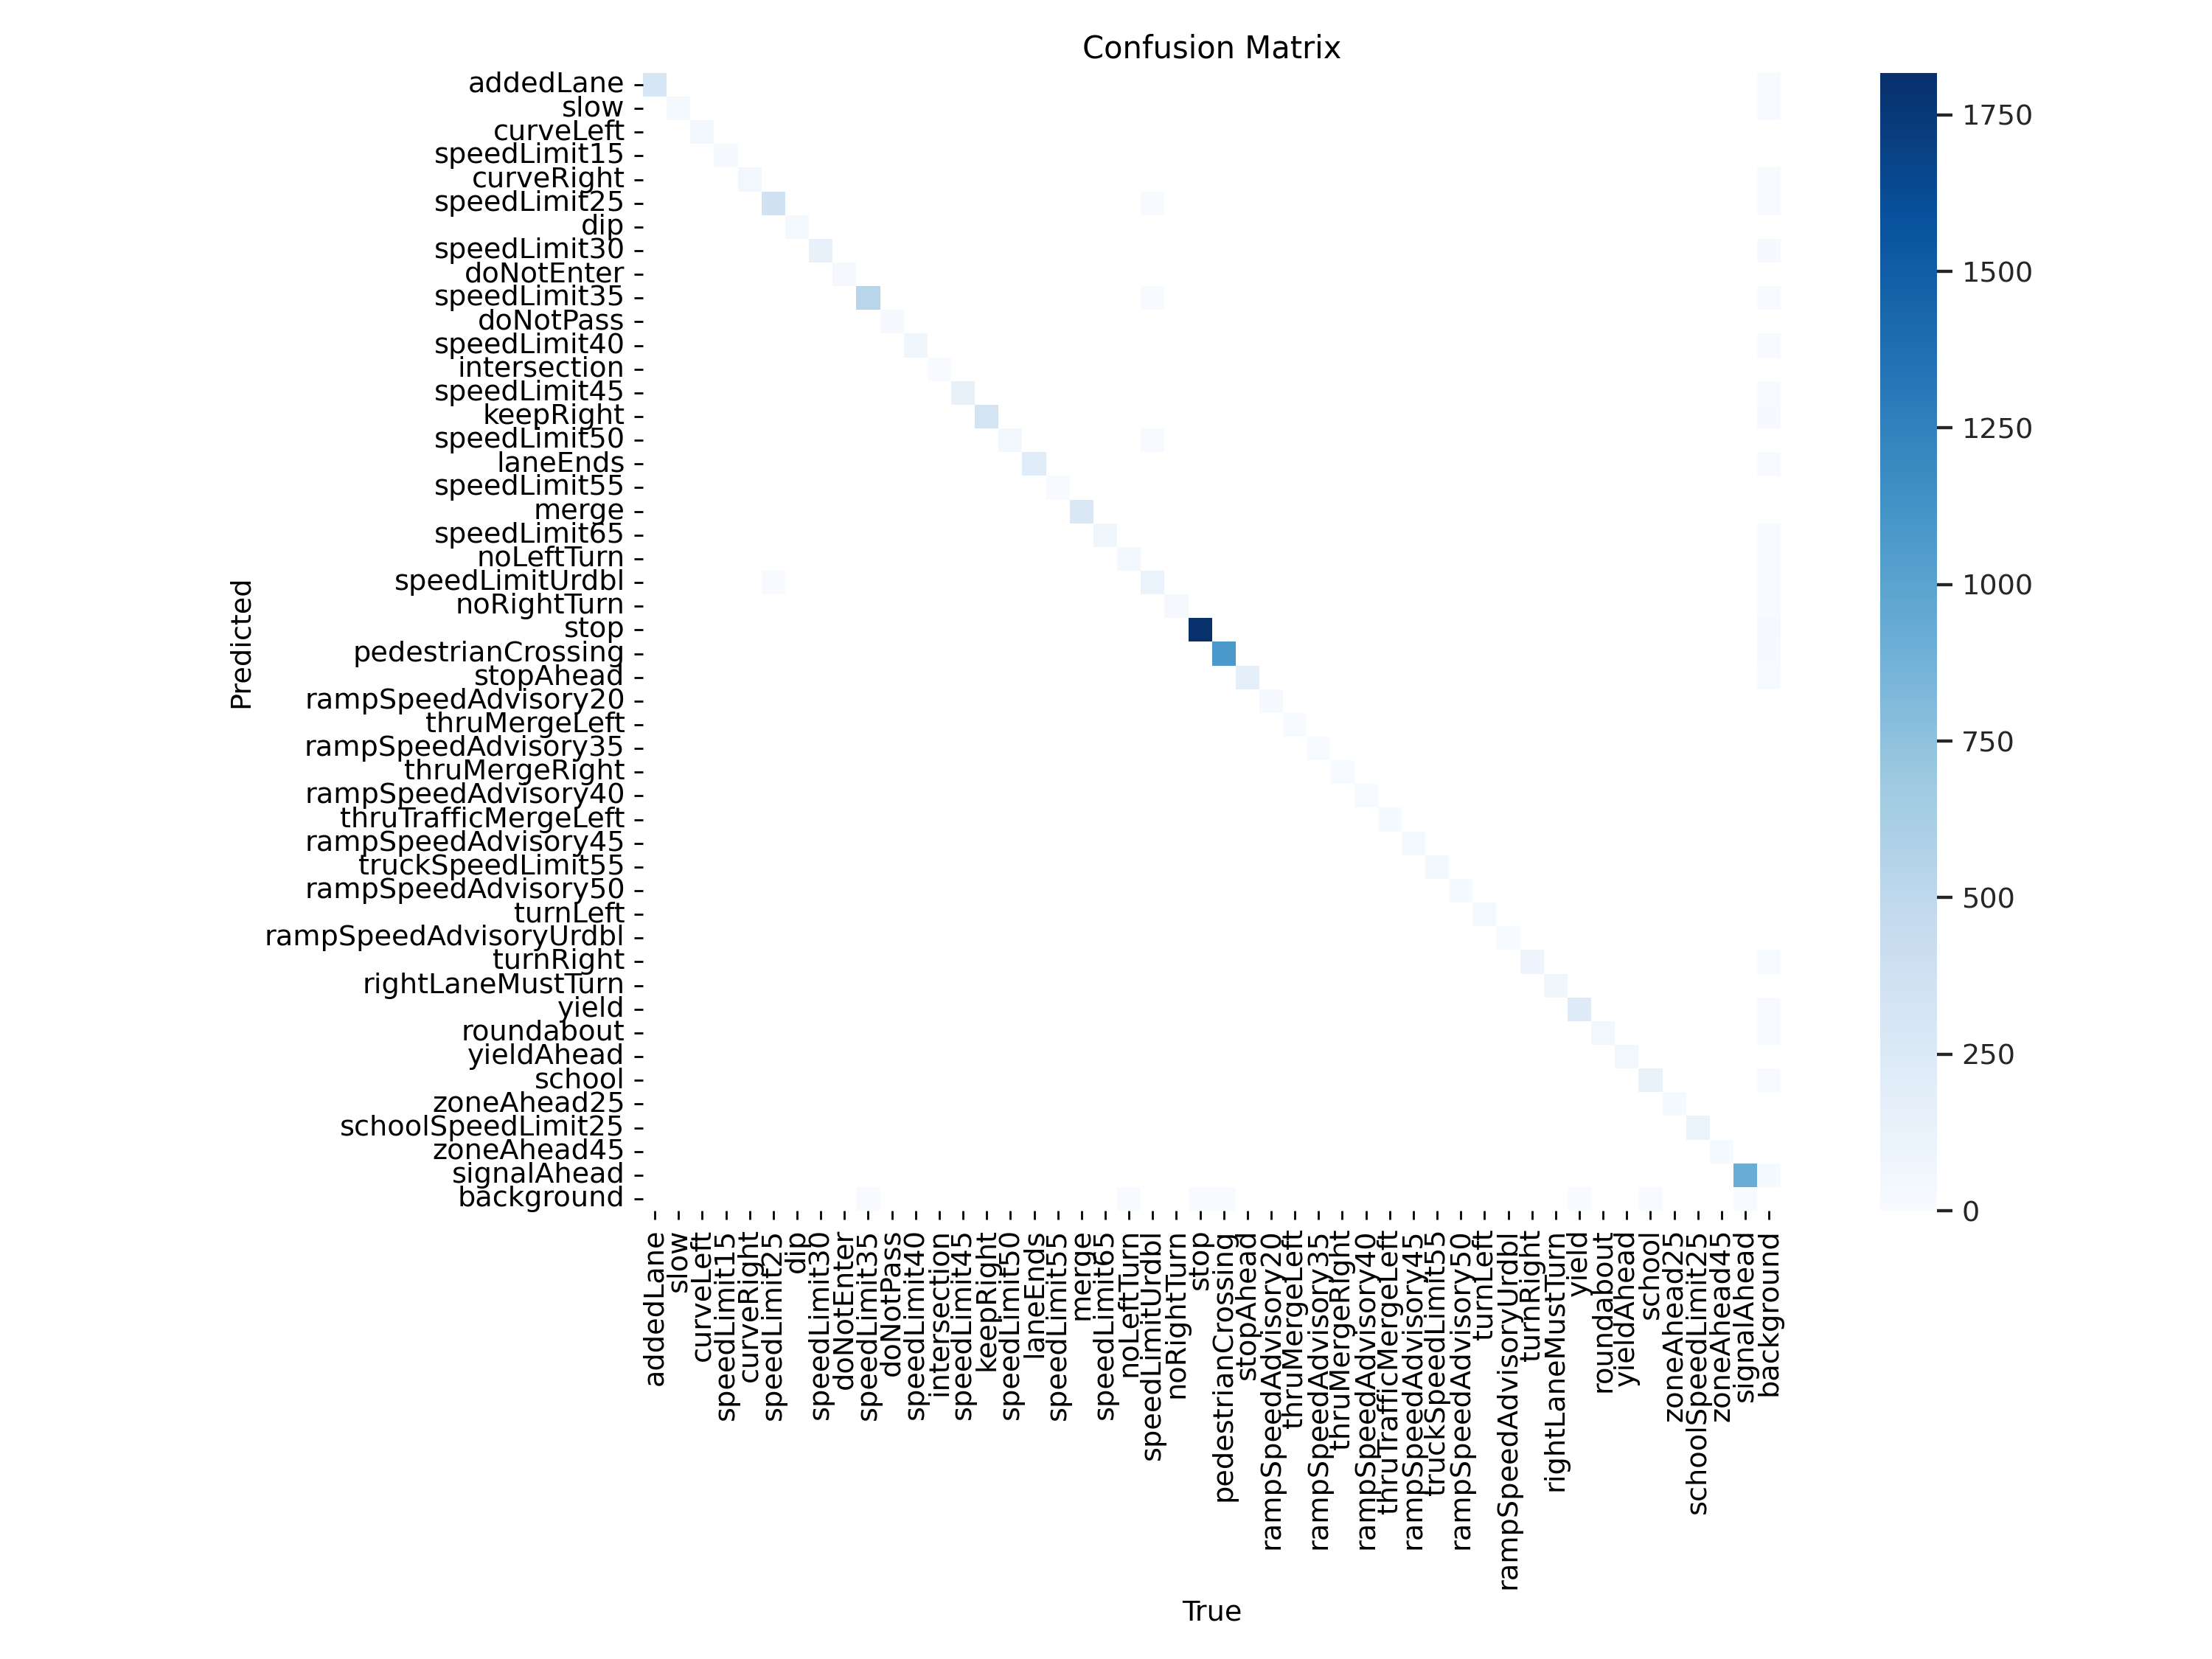 Confusion Matrix
Predicted
addedLane
slow
curveLeft
speedLimit15
curveRight
speedLimit25
dip
speedLimit30
doNotEnter
speedLimit35
doNotPass
speedLimit40
intersection
speedLimit45
keepRight
speedLimit50
laneEnds
speedLimit55
merge
speedLimit65
noLeftTurn
speedLimitUrdbl
noRightTurn
stop
pedestrianCrossing
stopAhead
rampSpeedAdvisory20
thruMergeLeft
rampSpeedAdvisory35
thruMergeRight
rampSpeedAdvisory40
thruTrafficMergeLeft
rampSpeedAdvisory45
truckSpeedLimit55
rampSpeedAdvisory50
turnLeft
rampSpeedAdvisoryUrdbl
turnRight
rightLaneMustTurn
yield
roundabout
yieldAhead
school
zoneAhead25
schoolSpeedLimit25
zoneAhead45
signalAhead
background
addedLane
slow
curveLeft
speedLimit15
curveRight
speedLimit25
dip
speedLimit30
doNotEnter
speedLimit35
doNotPass
speedLimit40
intersection
speedLimit45
keepRight
speedLimit50
laneEnds
speedLimit55
merge
speedLimit65
noLeftTurn
speedLimitUrdbl
noRightTurn
stop
pedestrianCrossing
stopAhead
rampSpeedAdvisory20
thruMergeLeft
rampSpeedAdvisory35
thruMergeRight
rampSpeedAdvisory40
thruTrafficMergeLeft
rampSpeedAdvisory45
truckSpeedLimit55
rampSpeedAdvisory50
turnLeft
rampSpeedAdvisoryUrdbl
turnRight
rightLaneMustTurn
yield
roundabout
yieldAhead
school
zoneAhead25
schoolSpeedLimit25
zoneAhead45
signalAhead
background
True
1750
1500
1250
1000
750
500
250
0